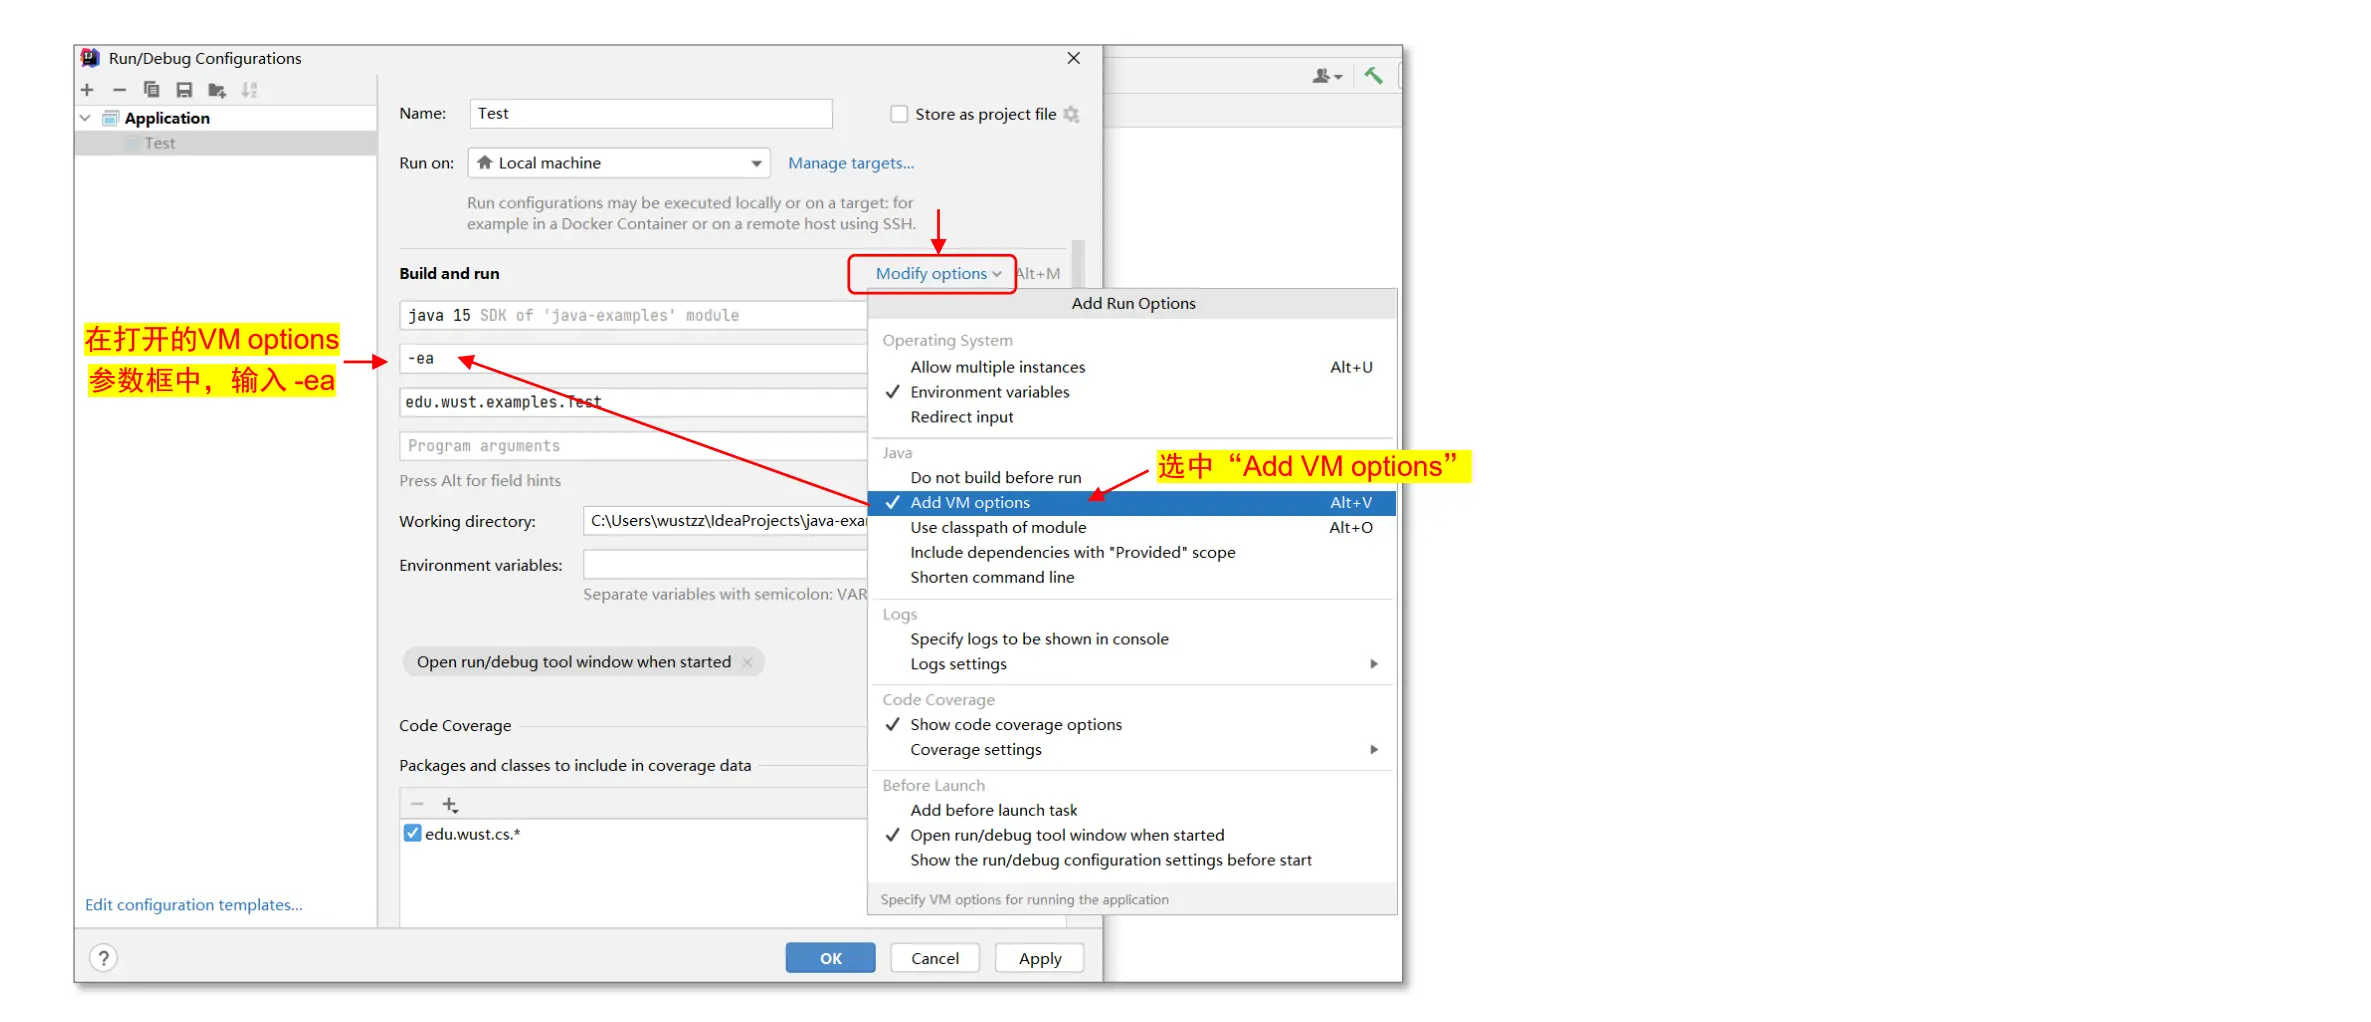 Run/Debug Configurations
Application
Test
Edit configuration templates...
Name:
Test
Store as project file
Run on:
Local machine
Manage targets...
Run configurations may be executed locally or on a target: for
example in a Docker Container or on a remote host using SSH.
Build and run
Modify options
Alt+M
java 15 SDK of 'java-examples' module
在打开的VM options
参数框中，输入 -ea
-ea
edu.wust.examples.Test
Program arguments
Press Alt for field hints
Working directory:
C:\Users\wustzz\IdeaProjects\java-exa
Environment variables:
Separate variables with semicolon: VAR
Open run/debug tool window when started
Code Coverage
Packages and classes to include in coverage data
edu.wust.cs.*
Add Run Options
Operating System
Allow multiple instances Alt+U
Environment variables
Redirect input
Java
Do not build before run
选中“Add VM options”
Add VM options Alt+V
Use classpath of module Alt+O
Include dependencies with "Provided" scope
Shorten command line
Logs
Specify logs to be shown in console
Logs settings
Code Coverage
Show code coverage options
Coverage settings
Before Launch
Add before launch task
Open run/debug tool window when started
Show the run/debug configuration settings before start
Specify VM options for running the application
?
OK
Cancel
Apply